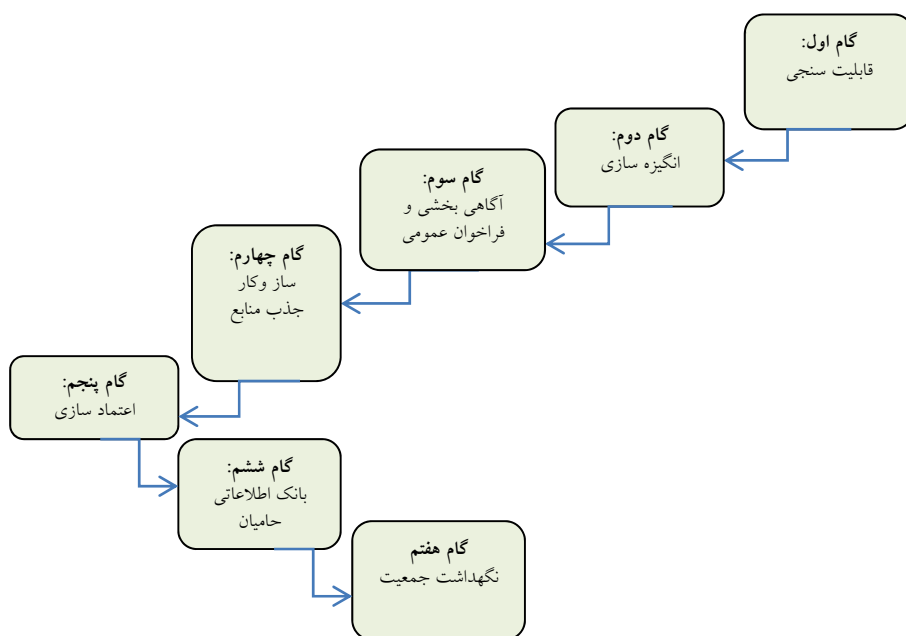 گام اول:
قابلیت سنجی
گام دوم:
انگیزه سازی
گام سوم:
آگاهی بخشی و
فراخوان عمومی
گام چهارم:
ساز وکار
جذب منابع
گام پنجم:
اعتماد سازی
گام ششم:
بانک اطلاعاتی
حامیان
گام هفتم
نگهداشت جمعیت